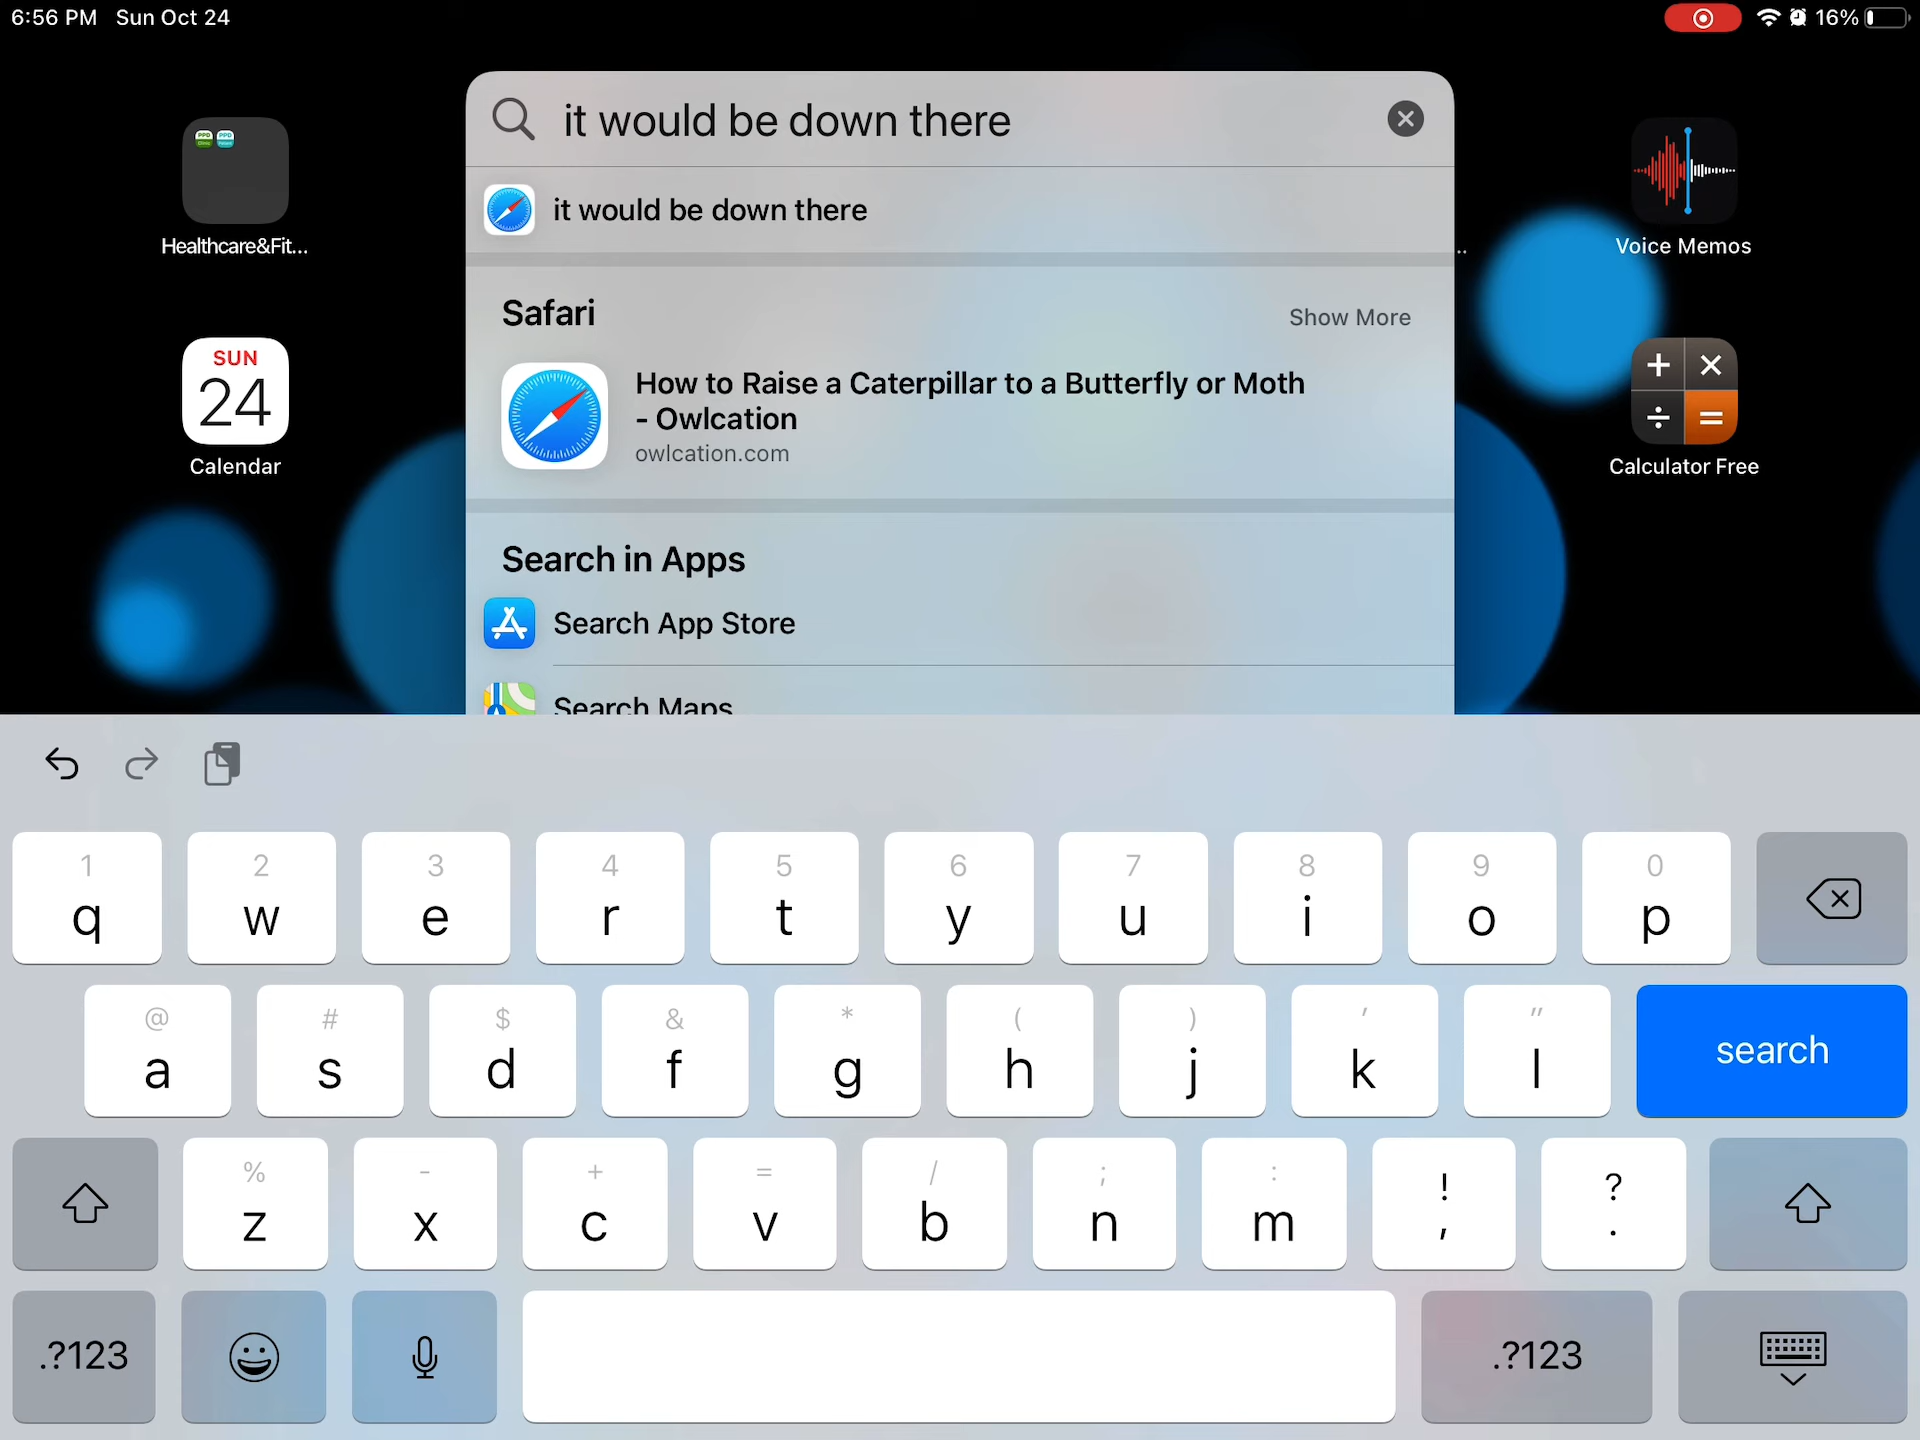 6:56 PM Sun Oct 24
16%
it would be down there
it would be down there
Healthcare&Fit...
..
Voice Memos
Safari
Show More
How to Raise a Caterpillar to a Butterfly or Moth
- Owlcation
owlcation.com
SUN
24
Calendar
+ ×
÷ =
Calculator Free
Search in Apps
Search App Store
Search Maps
1 2 3 4 5 6 7 8 9 0
q w e r t y u i o p
@ # $ & * ( ) ' "
a s d f g h j k l search
% - + = / ; : ! ?
z x c v b n m , .
.?123 .?123